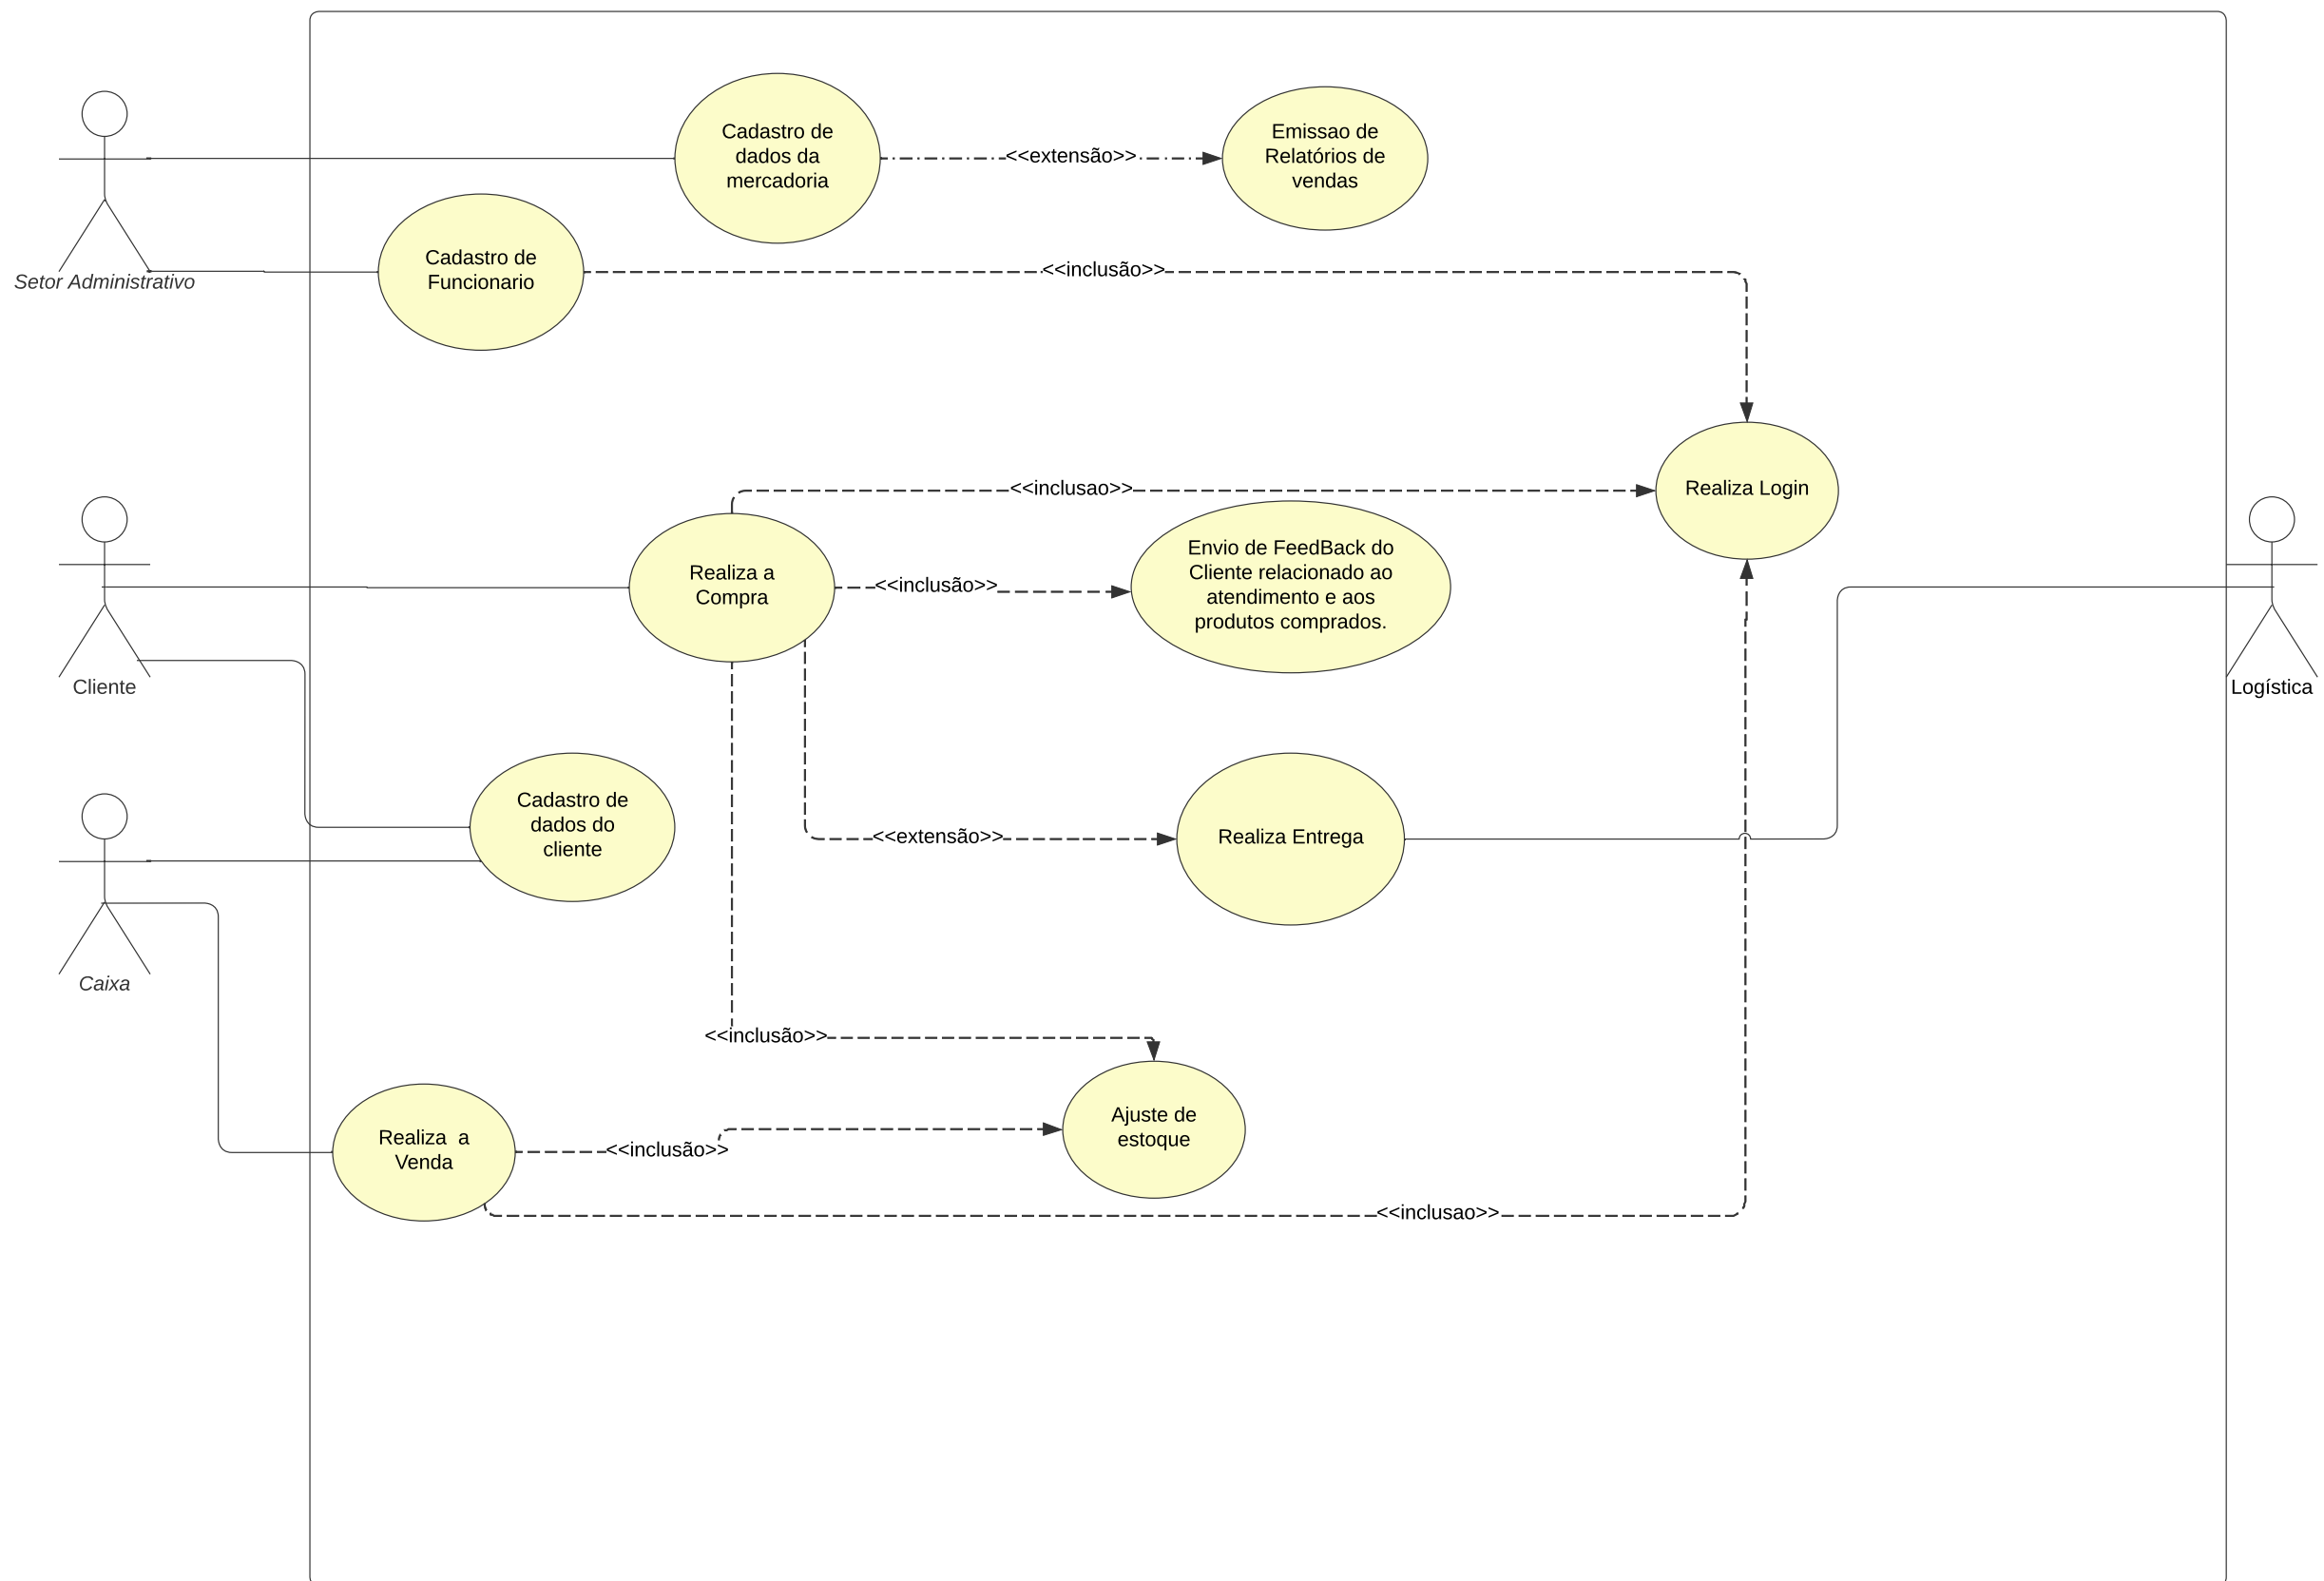 Cadastro de
dados da
mercadoria
<<extensão>>
Emissao de
Relatórios de
vendas
Setor Administrativo
Cadastro de
Funcionario
<<inclusão>>
<<inclusao>>
Realiza Login
Realiza a
Compra
<<inclusão>>
Envio de FeedBack do
Cliente relacionado ao
atendimento e aos
produtos comprados.
Cliente
Logística
Cadastro de
dados do
cliente
<<extensão>>
Realiza Entrega
Caixa
<<inclusão>>
Realiza  a
Venda
<<inclusão>>
Ajuste de
estoque
<<inclusao>>